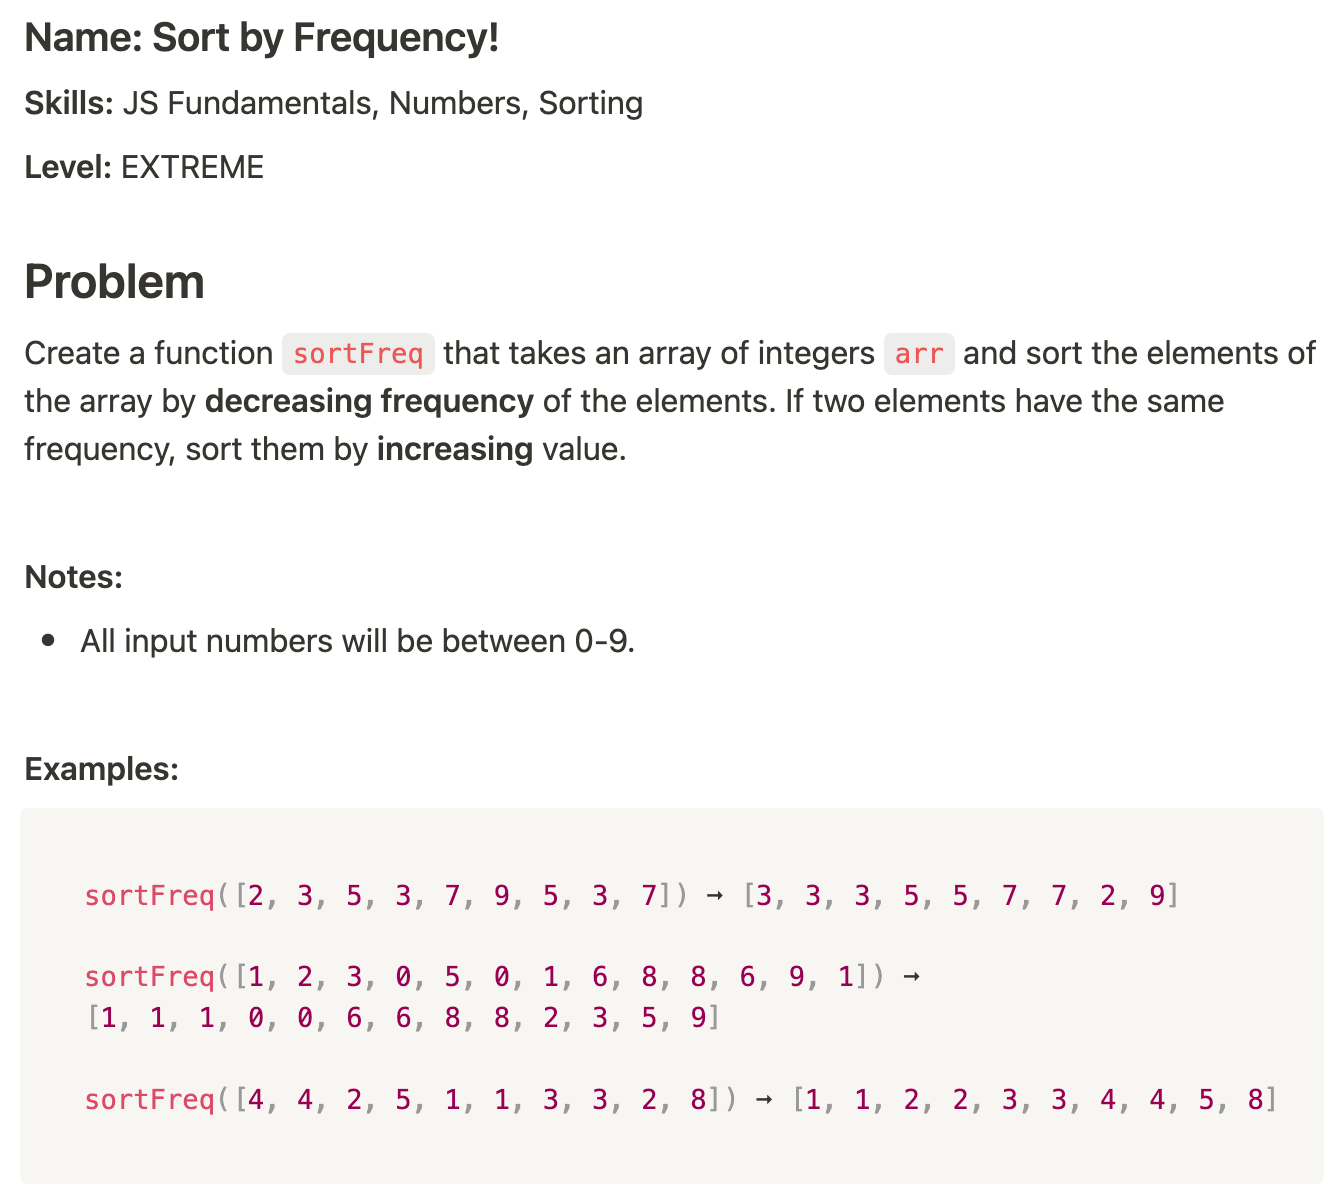 Name: Sort by Frequency!
Skills: JS Fundamentals, Numbers, Sorting
Level: EXTREME
Problem
Create a function sortFreq that takes an array of integers arr and sort the elements of
the array by decreasing frequency of the elements. If two elements have the same
frequency, sort them by increasing value.
Notes:
• All input numbers will be between 0-9.
Examples:
sortFreq([2, 3, 5, 3, 7, 9, 5, 3, 7]) → [3, 3, 3, 5, 5, 7, 7, 2, 9]
sortFreq([1, 2, 3, 0, 5, 0, 1, 6, 8, 8, 6, 9, 1]) →
[1, 1, 1, 0, 0, 6, 6, 8, 8, 2, 3, 5, 9]
sortFreq([4, 4, 2, 5, 1, 1, 3, 3, 2, 8]) → [1, 1, 2, 2, 3, 3, 4, 4, 5, 8]